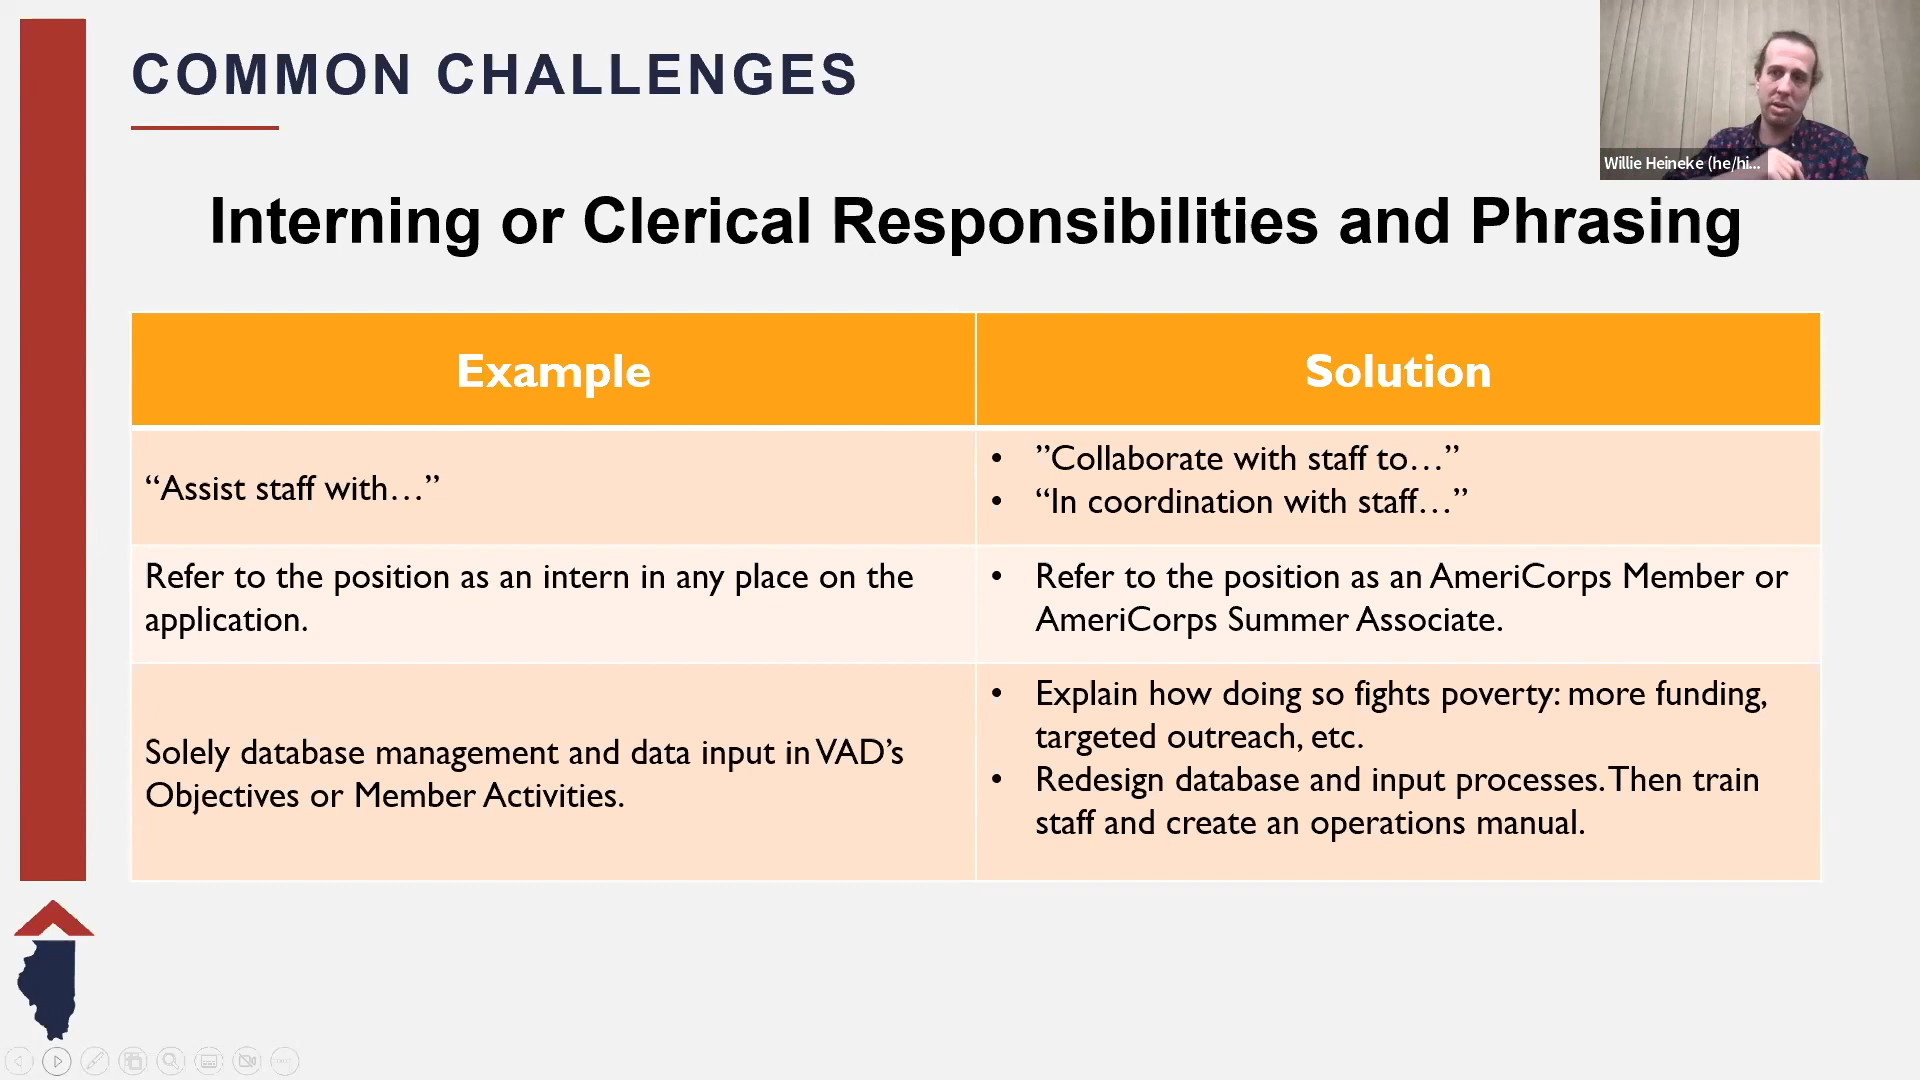 COMMON CHALLENGES
Willie Heineke (he/hi...
Interning or Clerical Responsibilities and Phrasing
Example
Solution
“Assist staff with…”
• ”Collaborate with staff to…”
• “In coordination with staff…”
Refer to the position as an intern in any place on the
application.
• Refer to the position as an AmeriCorps Member or
AmeriCorps Summer Associate.
Solely database management and data input in VAD’s
Objectives or Member Activities.
• Explain how doing so fights poverty: more funding,
targeted outreach, etc.
• Redesign database and input processes. Then train
staff and create an operations manual.